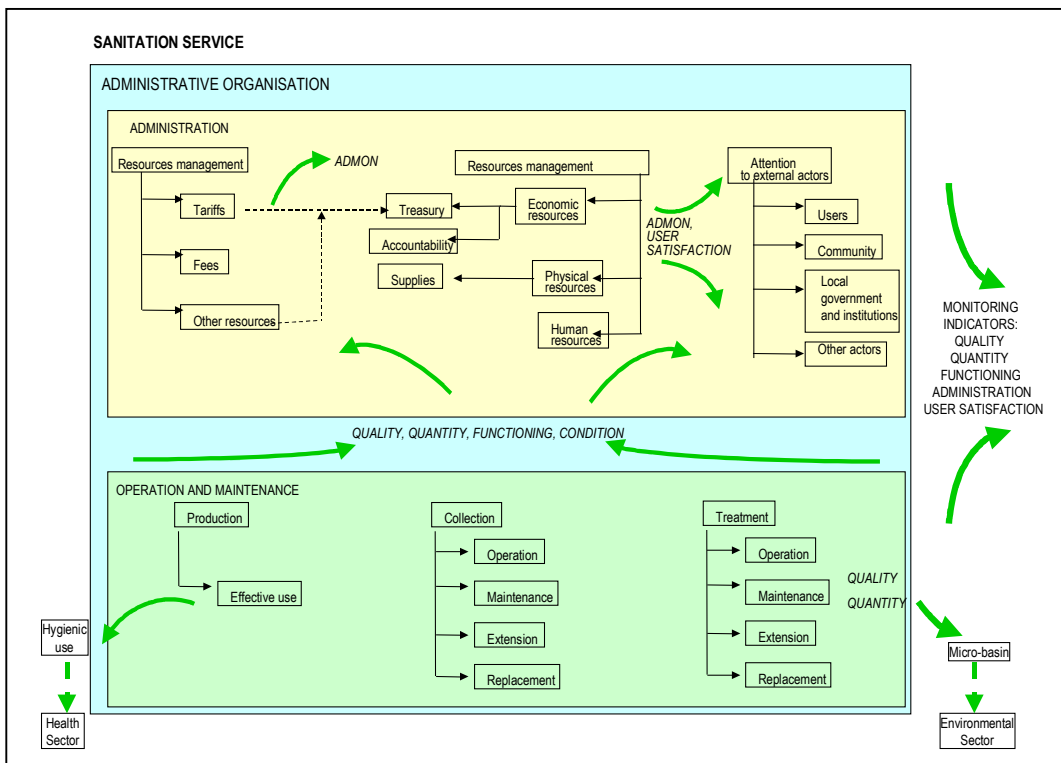 SANITATION SERVICE
ADMINISTRATIVE ORGANISATION
ADMINISTRATION
Resources management
Tariffs
Fees
Other resources
ADMON
Resources management
Treasury
Economic
resources
Accountability
Supplies
Physical
resources
Human
resources
ADMON,
USER
SATISFACTION
Attention
to external actors
Users
Community
Local
government
and institutions
Other actors
MONITORING
INDICATORS:
QUALITY
QUANTITY
FUNCTIONING
ADMINISTRATION
USER SATISFACTION
QUALITY, QUANTITY, FUNCTIONING, CONDITION
OPERATION AND MAINTENANCE
Production
Effective use
Collection
Operation
Maintenance
Extension
Replacement
Treatment
Operation
Maintenance
Extension
Replacement
QUALITY
QUANTITY
Hygienic
use
Health
Sector
Micro-basin
Environmental
Sector